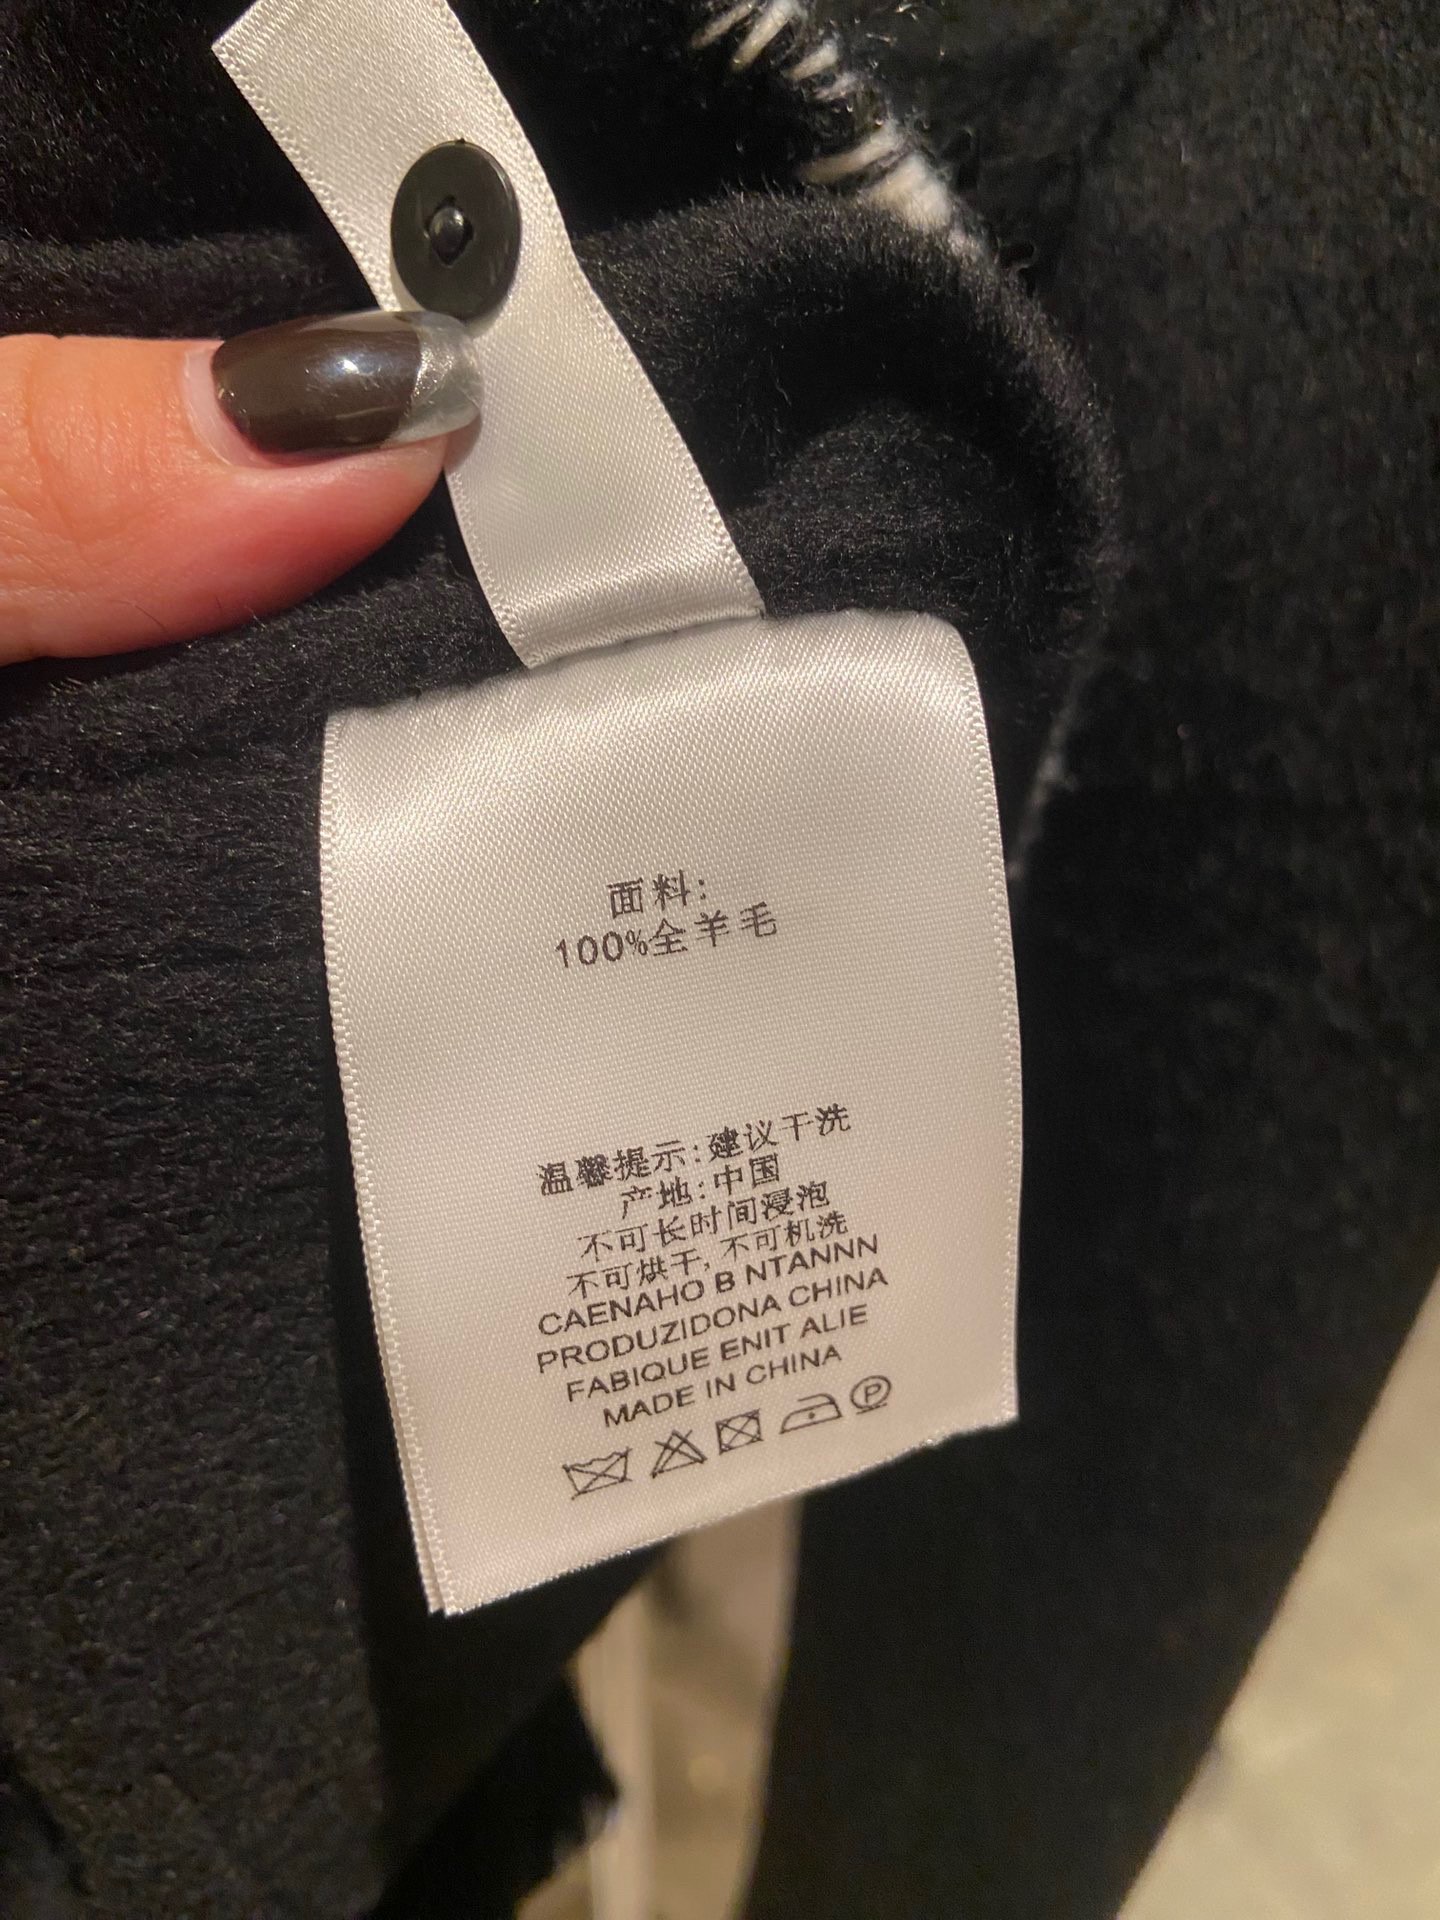 面料:
100%全羊毛
温馨提示:建议干洗
产地:中国
不可长时间浸泡
不可烘干,不可机洗
CAENAHO B NTANNN
PRODUZIDONA CHINA
FABIQUE ENIT ALIE
MADE IN CHINA
P